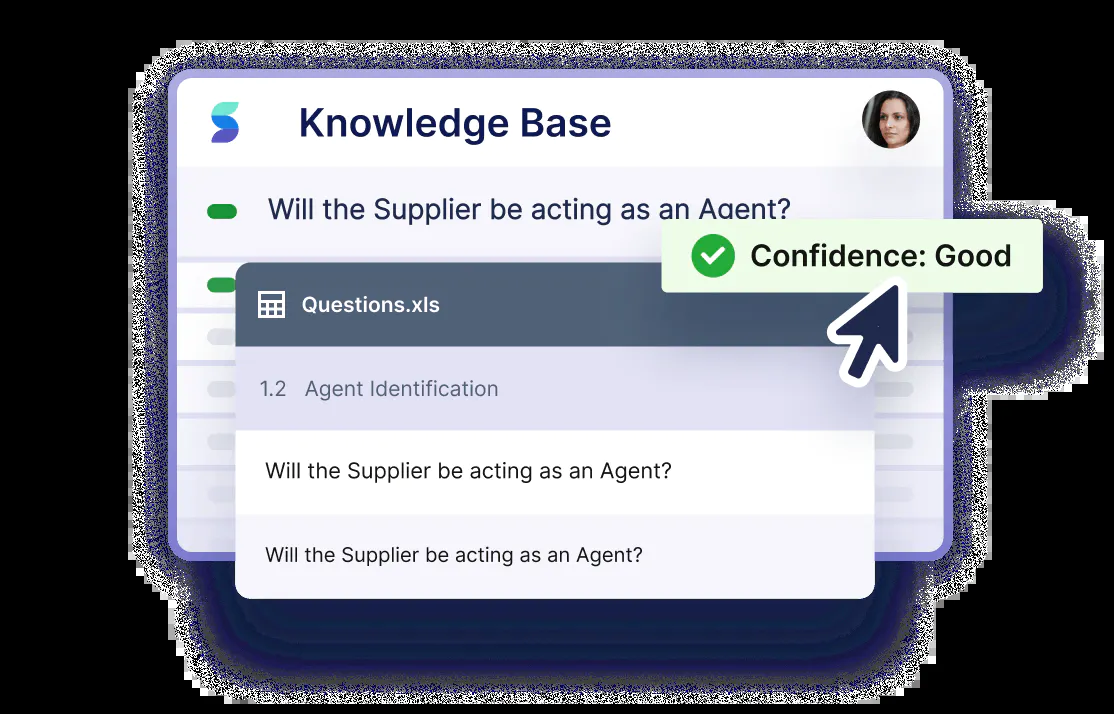 Knowledge Base
Will the Supplier be acting as an Agent?
Confidence: Good
Questions.xls
1.2 Agent Identification
Will the Supplier be acting as an Agent?
Will the Supplier be acting as an Agent?